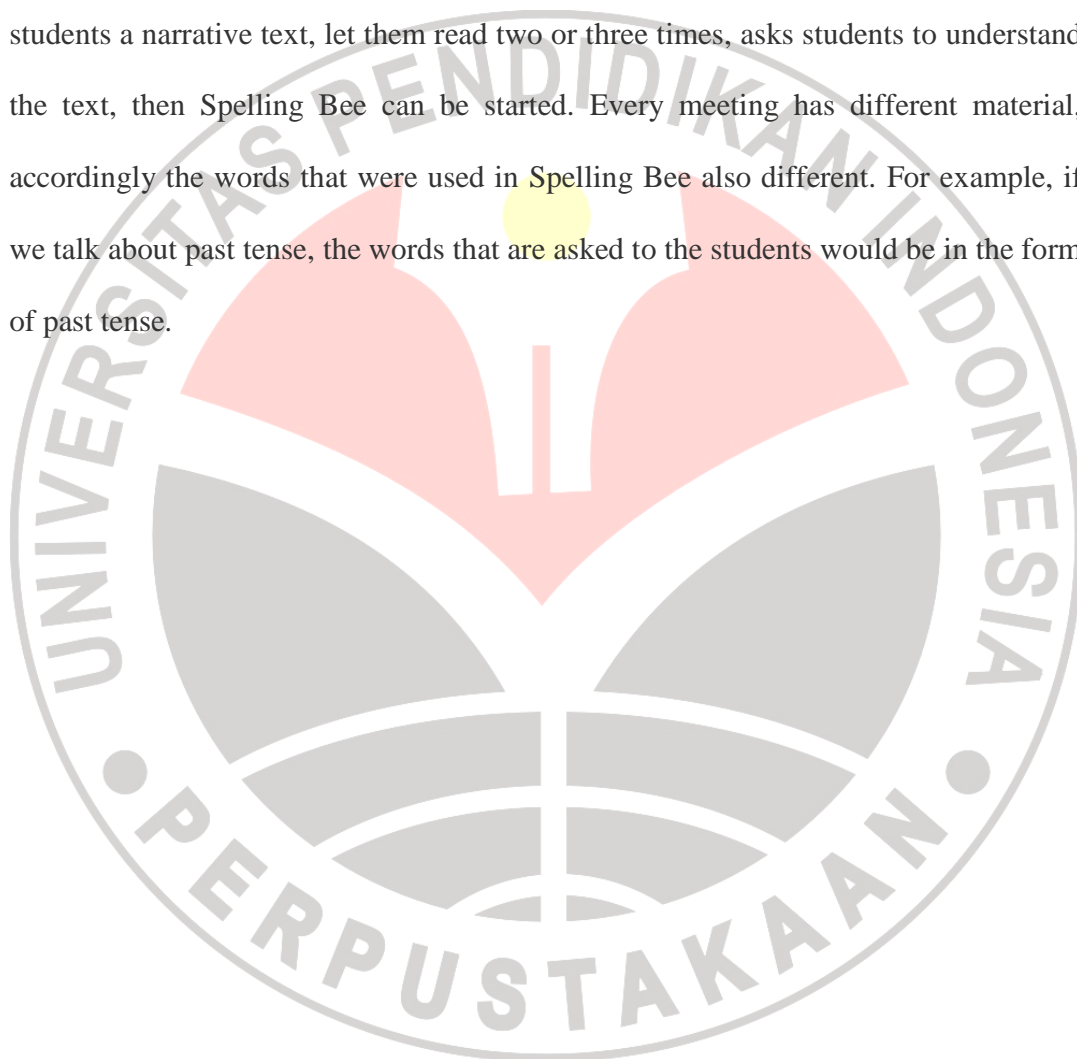 students a narrative text, let them read two or three times, asks students to understand
the text, then Spelling Bee can be started. Every meeting has different material,
accordingly the words that were used in Spelling Bee also different. For example, if
we talk about past tense, the words that are asked to the students would be in the form
of past tense.
UNIVERSITAS PENDIDIKAN INDONESIA
PERPUSTAKAAN